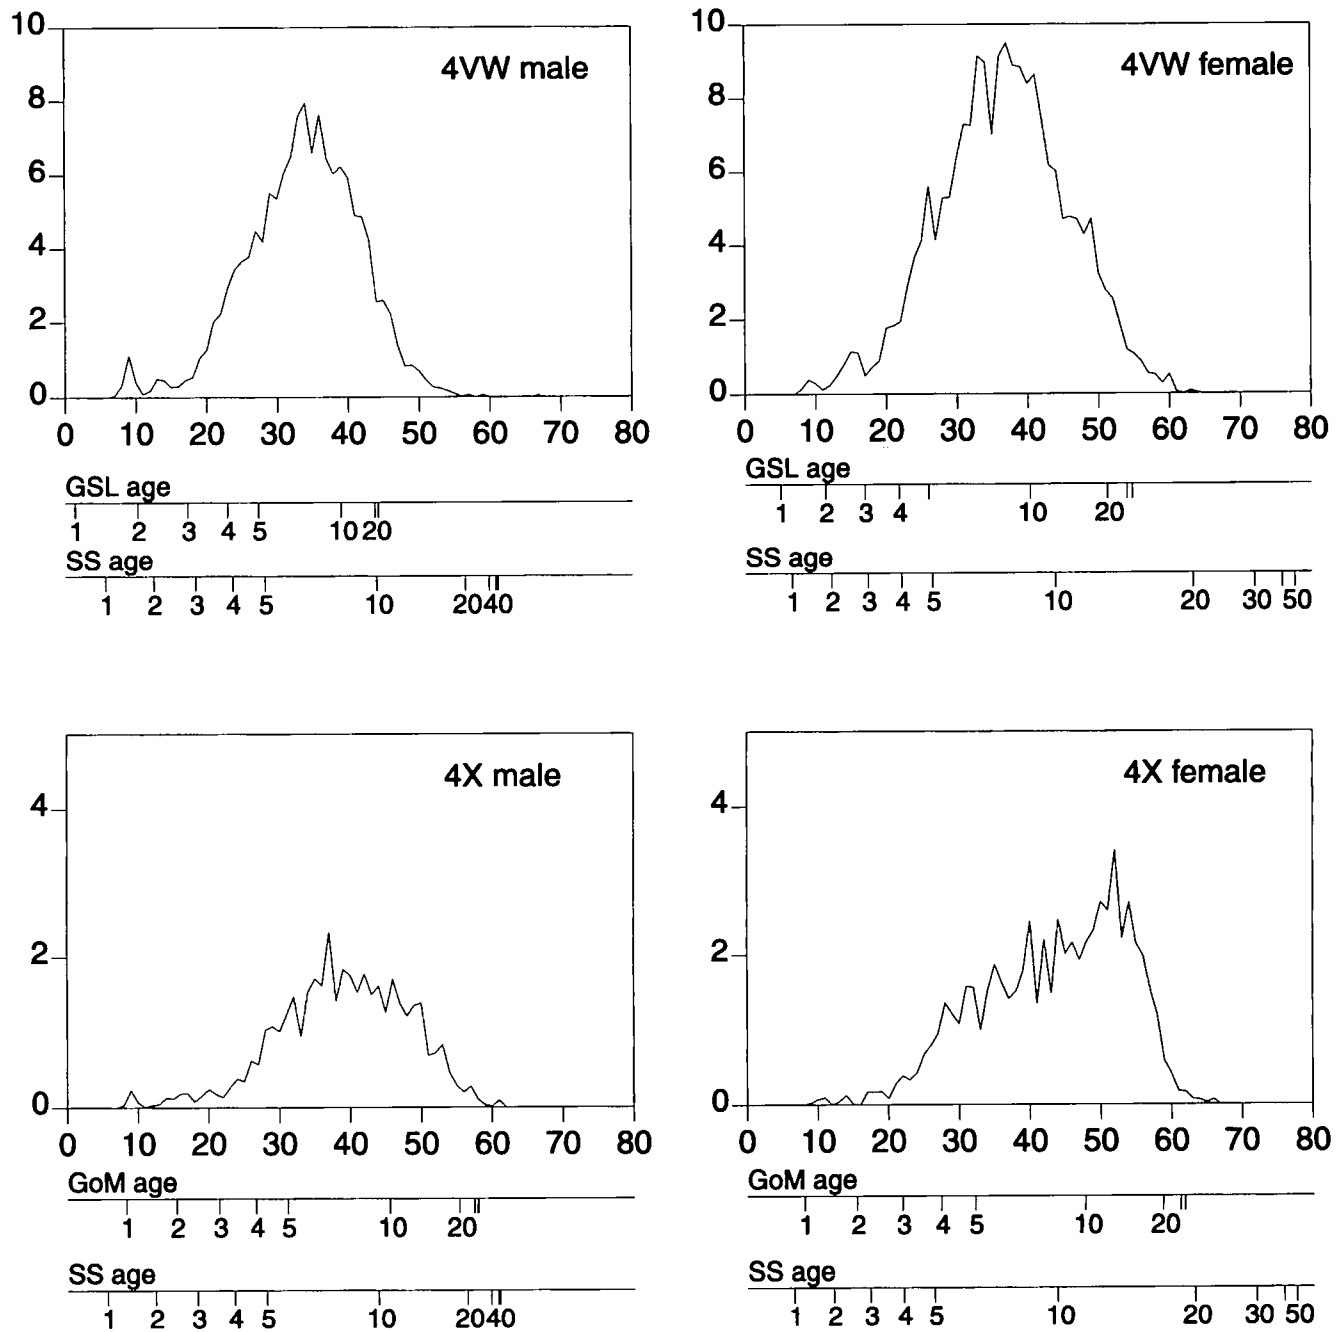 10
4VW male
8
6
4
2
0
0 10 20 30 40 50 60 70 80
GSL age
1 2 3 4 5 10 20
SS age
1 2 3 4 5 10 20 40
10
4VW female
8
6
4
2
0
0 10 20 30 40 50 60 70 80
GSL age
1 2 3 4 10 20
SS age
1 2 3 4 5 10 20 30 50
4X male
4
2
0
0 10 20 30 40 50 60 70 80
GoM age
1 2 3 4 5 10 20
SS age
1 2 3 4 5 10 20 40
4X female
4
2
0
0 10 20 30 40 50 60 70 80
GoM age
1 2 3 4 5 10 20
SS age
1 2 3 4 5 10 20 30 50